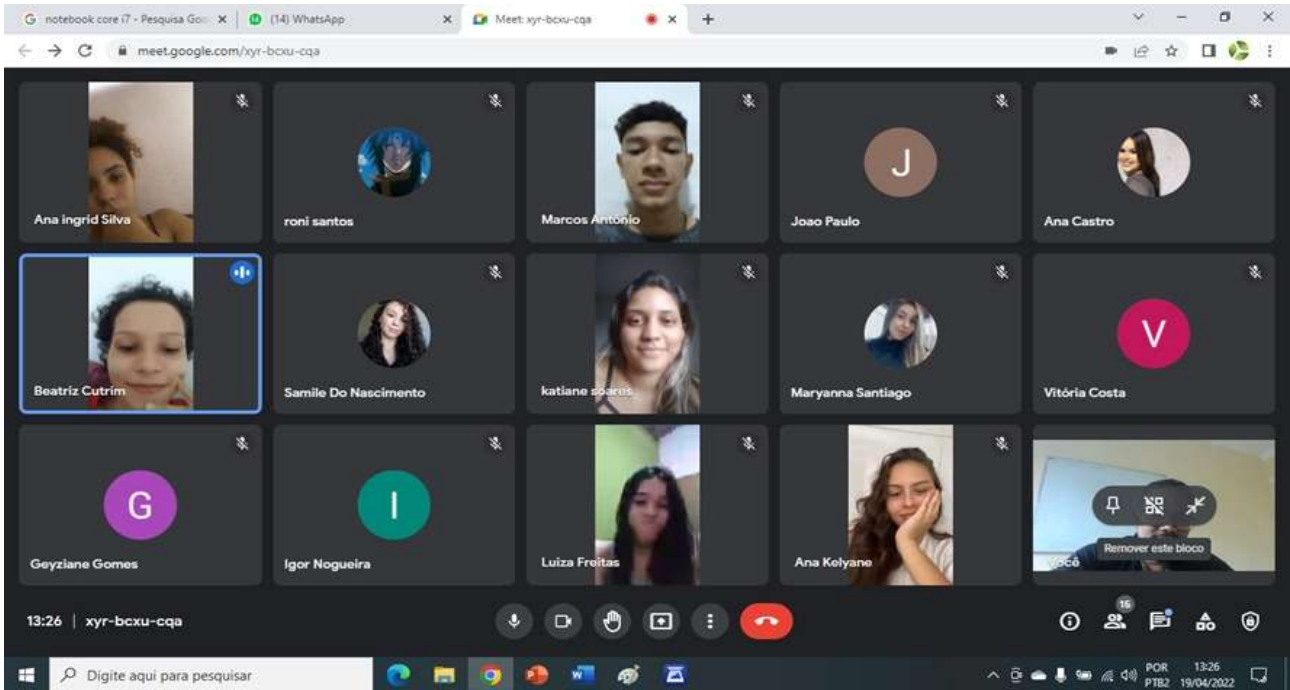 notebook core i7 - Pesquisa Goo
(14) WhatsApp
Meet: xyr-bcxu-cqa
meet.google.com/xyr-bcxu-cqa
Ana ingrid Silva
roni santos
Marcos Antônio
J
Joao Paulo
Ana Castro
Beatriz Cutrim
Samile Do Nascimento
katiane soares
Maryanna Santiago
V
Vitória Costa
G
Geyziane Gomes
I
Igor Nogueira
Luiza Freitas
Ana Kelyane
Remover este bloco
Você
13:26 | xyr-bcxu-cqa
15
Digite aqui para pesquisar
POR
PTB2
13:26
19/04/2022